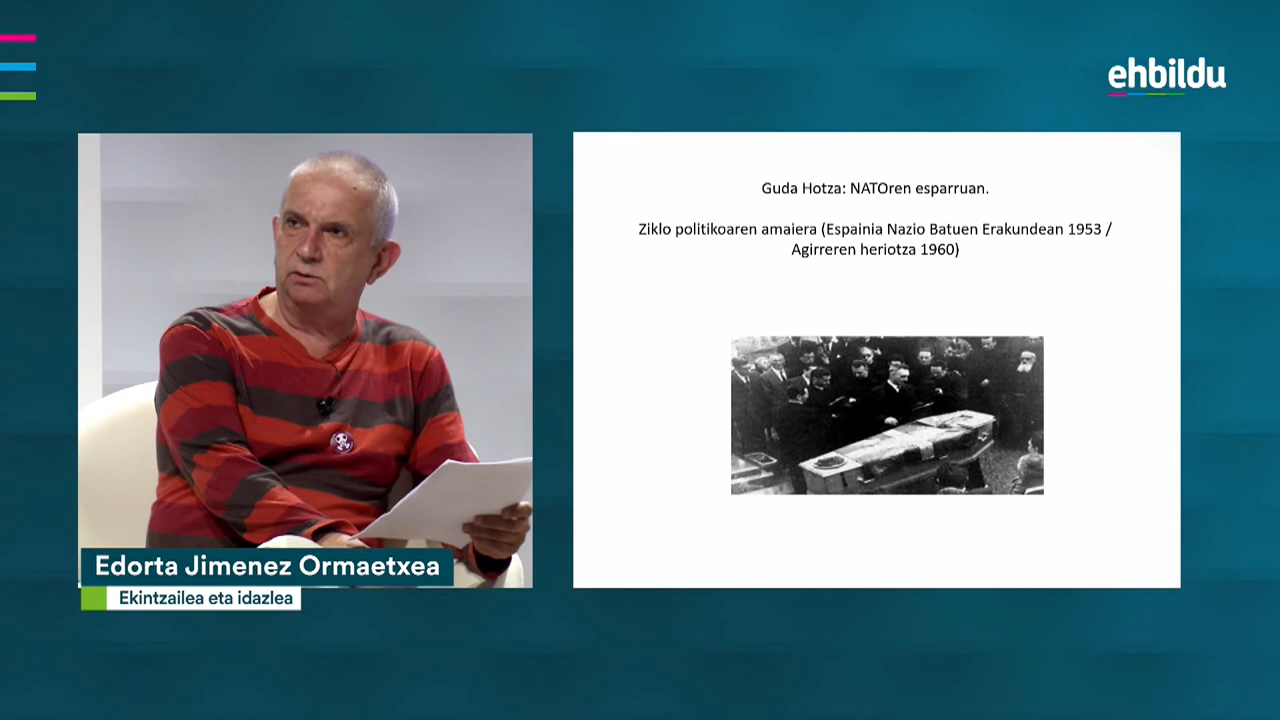 ehbildu
Guda Hotza: NATOren esparruan.
Ziklo politikoaren amaiera (Espainia Nazio Batuen Erakundean 1953 /
Agirreren heriotza 1960)
Edorta Jimenez Ormaetxea
Ekintzailea eta idazlea